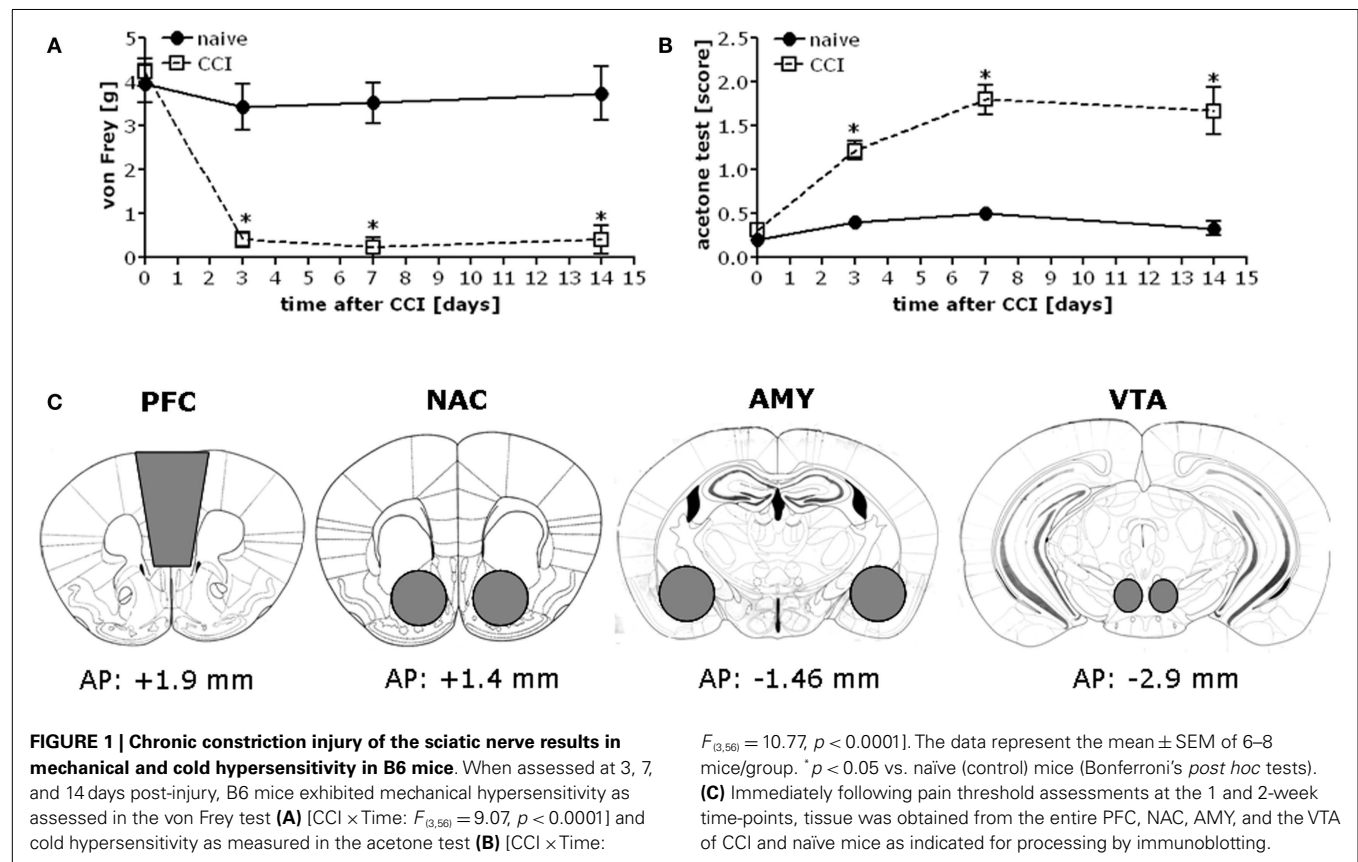 A
naive
CCI
von Frey [g]
5
4
3
2
1
0
0 1 2 3 4 5 6 7 8 9 10 11 12 13 14 15
time after CCI [days]
* * *
B
naive
CCI
acetone test [score]
2.5
2.0
1.5
1.0
0.5
0.0
0 1 2 3 4 5 6 7 8 9 10 11 12 13 14 15
time after CCI [days]
* * *
C
PFC NAC AMY VTA
AP: +1.9 mm AP: +1.4 mm AP: -1.46 mm AP: -2.9 mm
FIGURE 1 | Chronic constriction injury of the sciatic nerve results in
mechanical and cold hypersensitivity in B6 mice. When assessed at 3, 7,
and 14 days post-injury, B6 mice exhibited mechanical hypersensitivity as
assessed in the von Frey test (A) [CCI × Time: F(3,56) = 9.07, p < 0.0001] and
cold hypersensitivity as measured in the acetone test (B) [CCI × Time:
F(3,56) = 10.77, p < 0.0001]. The data represent the mean ± SEM of 6–8
mice/group. *p < 0.05 vs. naïve (control) mice (Bonferroni's post hoc tests).
(C) Immediately following pain threshold assessments at the 1 and 2-week
time-points, tissue was obtained from the entire PFC, NAC, AMY, and the VTA
of CCI and naïve mice as indicated for processing by immunoblotting.